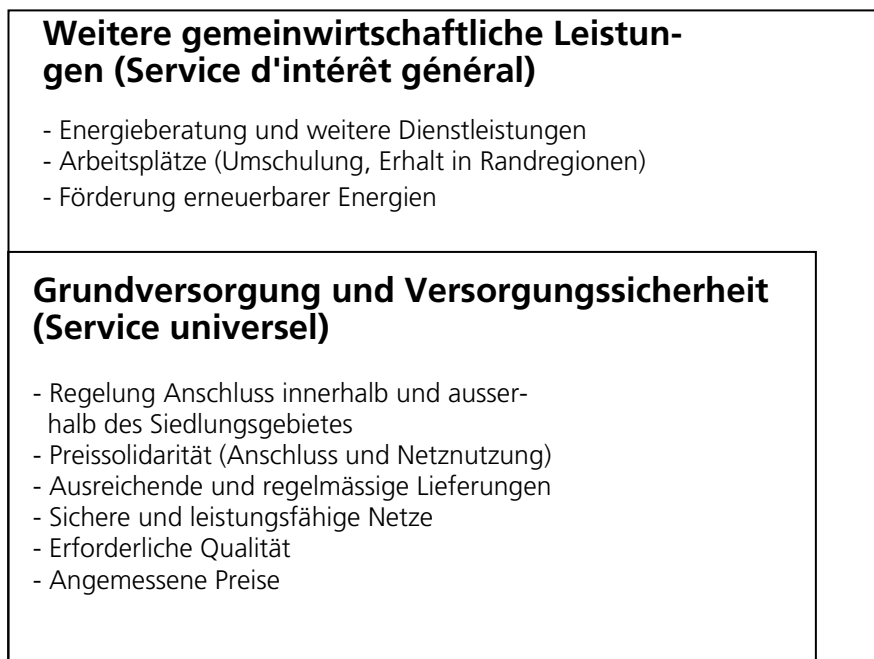 Weitere gemeinwirtschaftliche Leistun-
gen (Service d'intérêt général)
- Energieberatung und weitere Dienstleistungen
- Arbeitsplätze (Umschulung, Erhalt in Randregionen)
- Förderung erneuerbarer Energien
Grundversorgung und Versorgungssicherheit
(Service universel)
- Regelung Anschluss innerhalb und ausser-
halb des Siedlungsgebietes
- Preissolidarität (Anschluss und Netznutzung)
- Ausreichende und regelmässige Lieferungen
- Sichere und leistungsfähige Netze
- Erforderliche Qualität
- Angemessene Preise